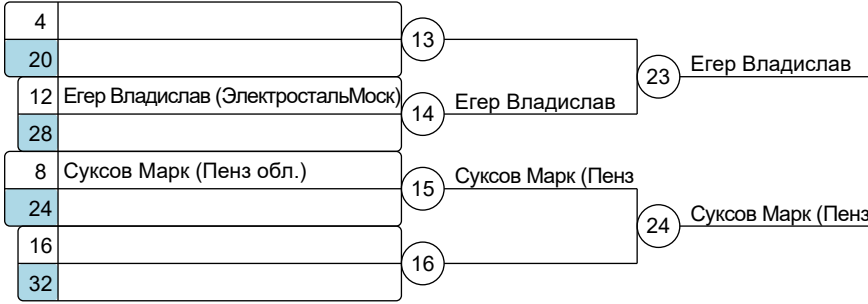 4
13
20
23 Егер Владислав
12 Егер Владислав (ЭлектростальМоск)
14 Егер Владислав
28
8 Суксов Марк (Пенз обл.)
15 Суксов Марк (Пенз
24
24 Суксов Марк (Пенз
16
16
32